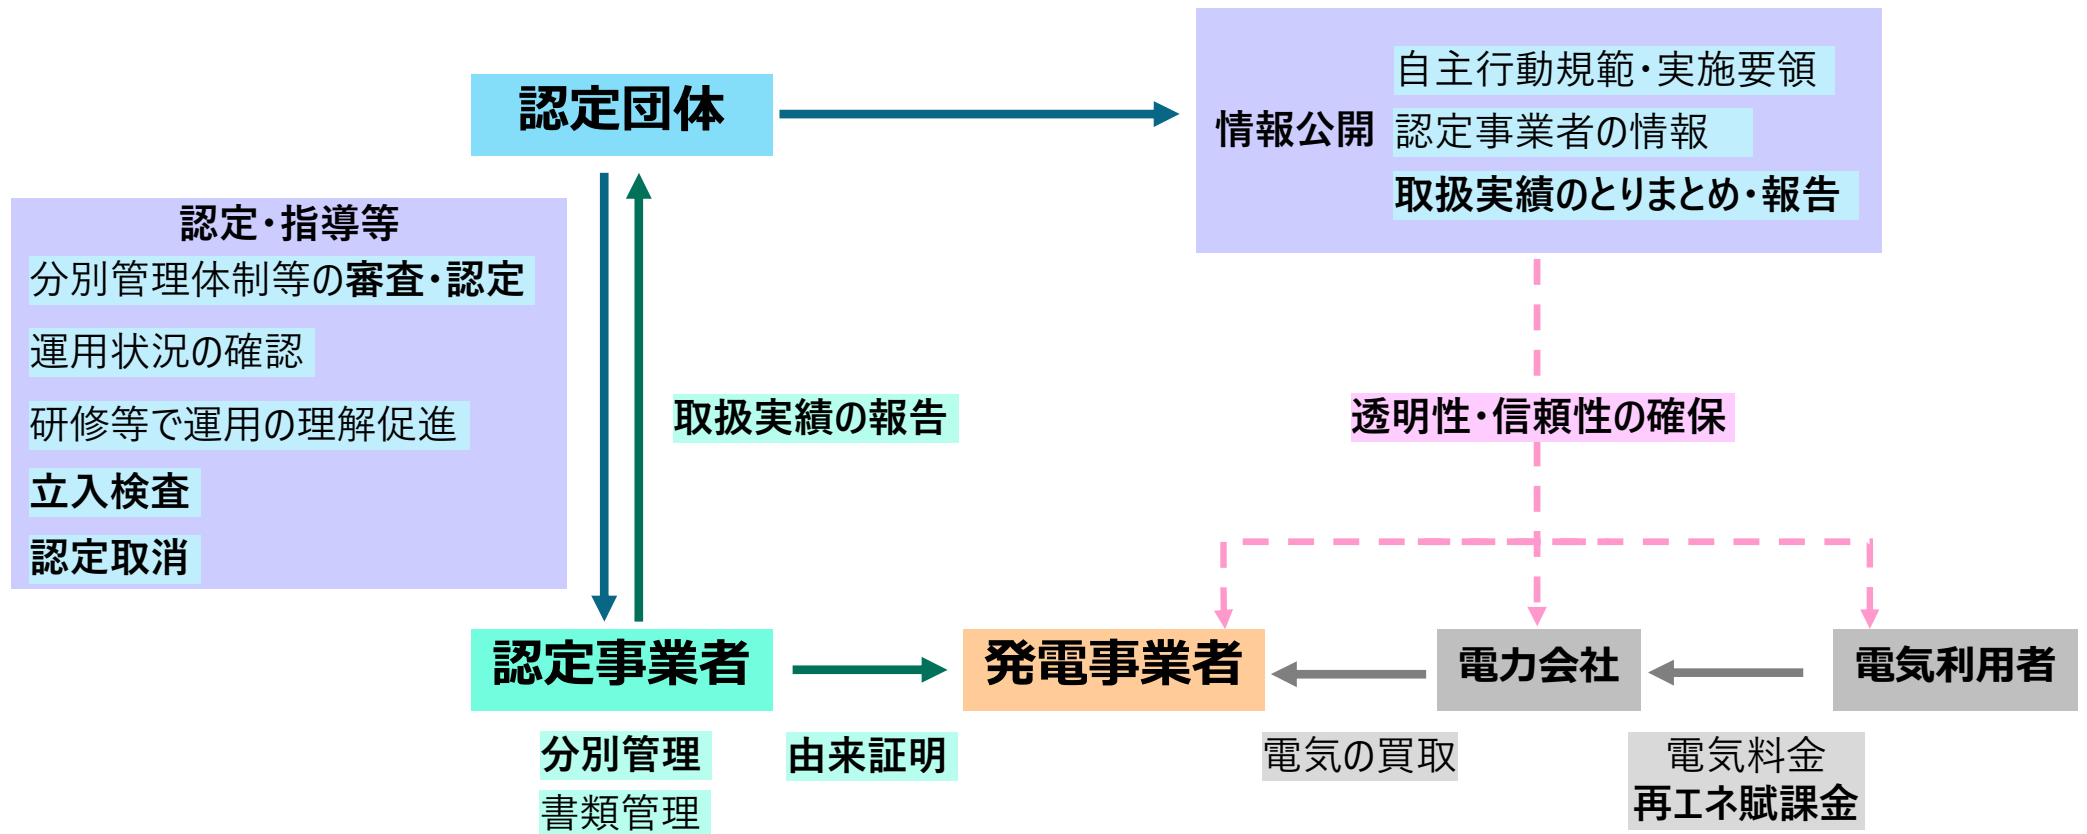 認定団体
情報公開
自主行動規範・実施要領
認定事業者の情報
取扱実績のとりまとめ・報告
認定・指導等
分別管理体制等の審査・認定
運用状況の確認
研修等で運用の理解促進
立入検査
認定取消
取扱実績の報告
透明性・信頼性の確保
認定事業者
発電事業者
電力会社
電気利用者
分別管理
書類管理
由来証明
電気の買取
電気料金
再エネ賦課金